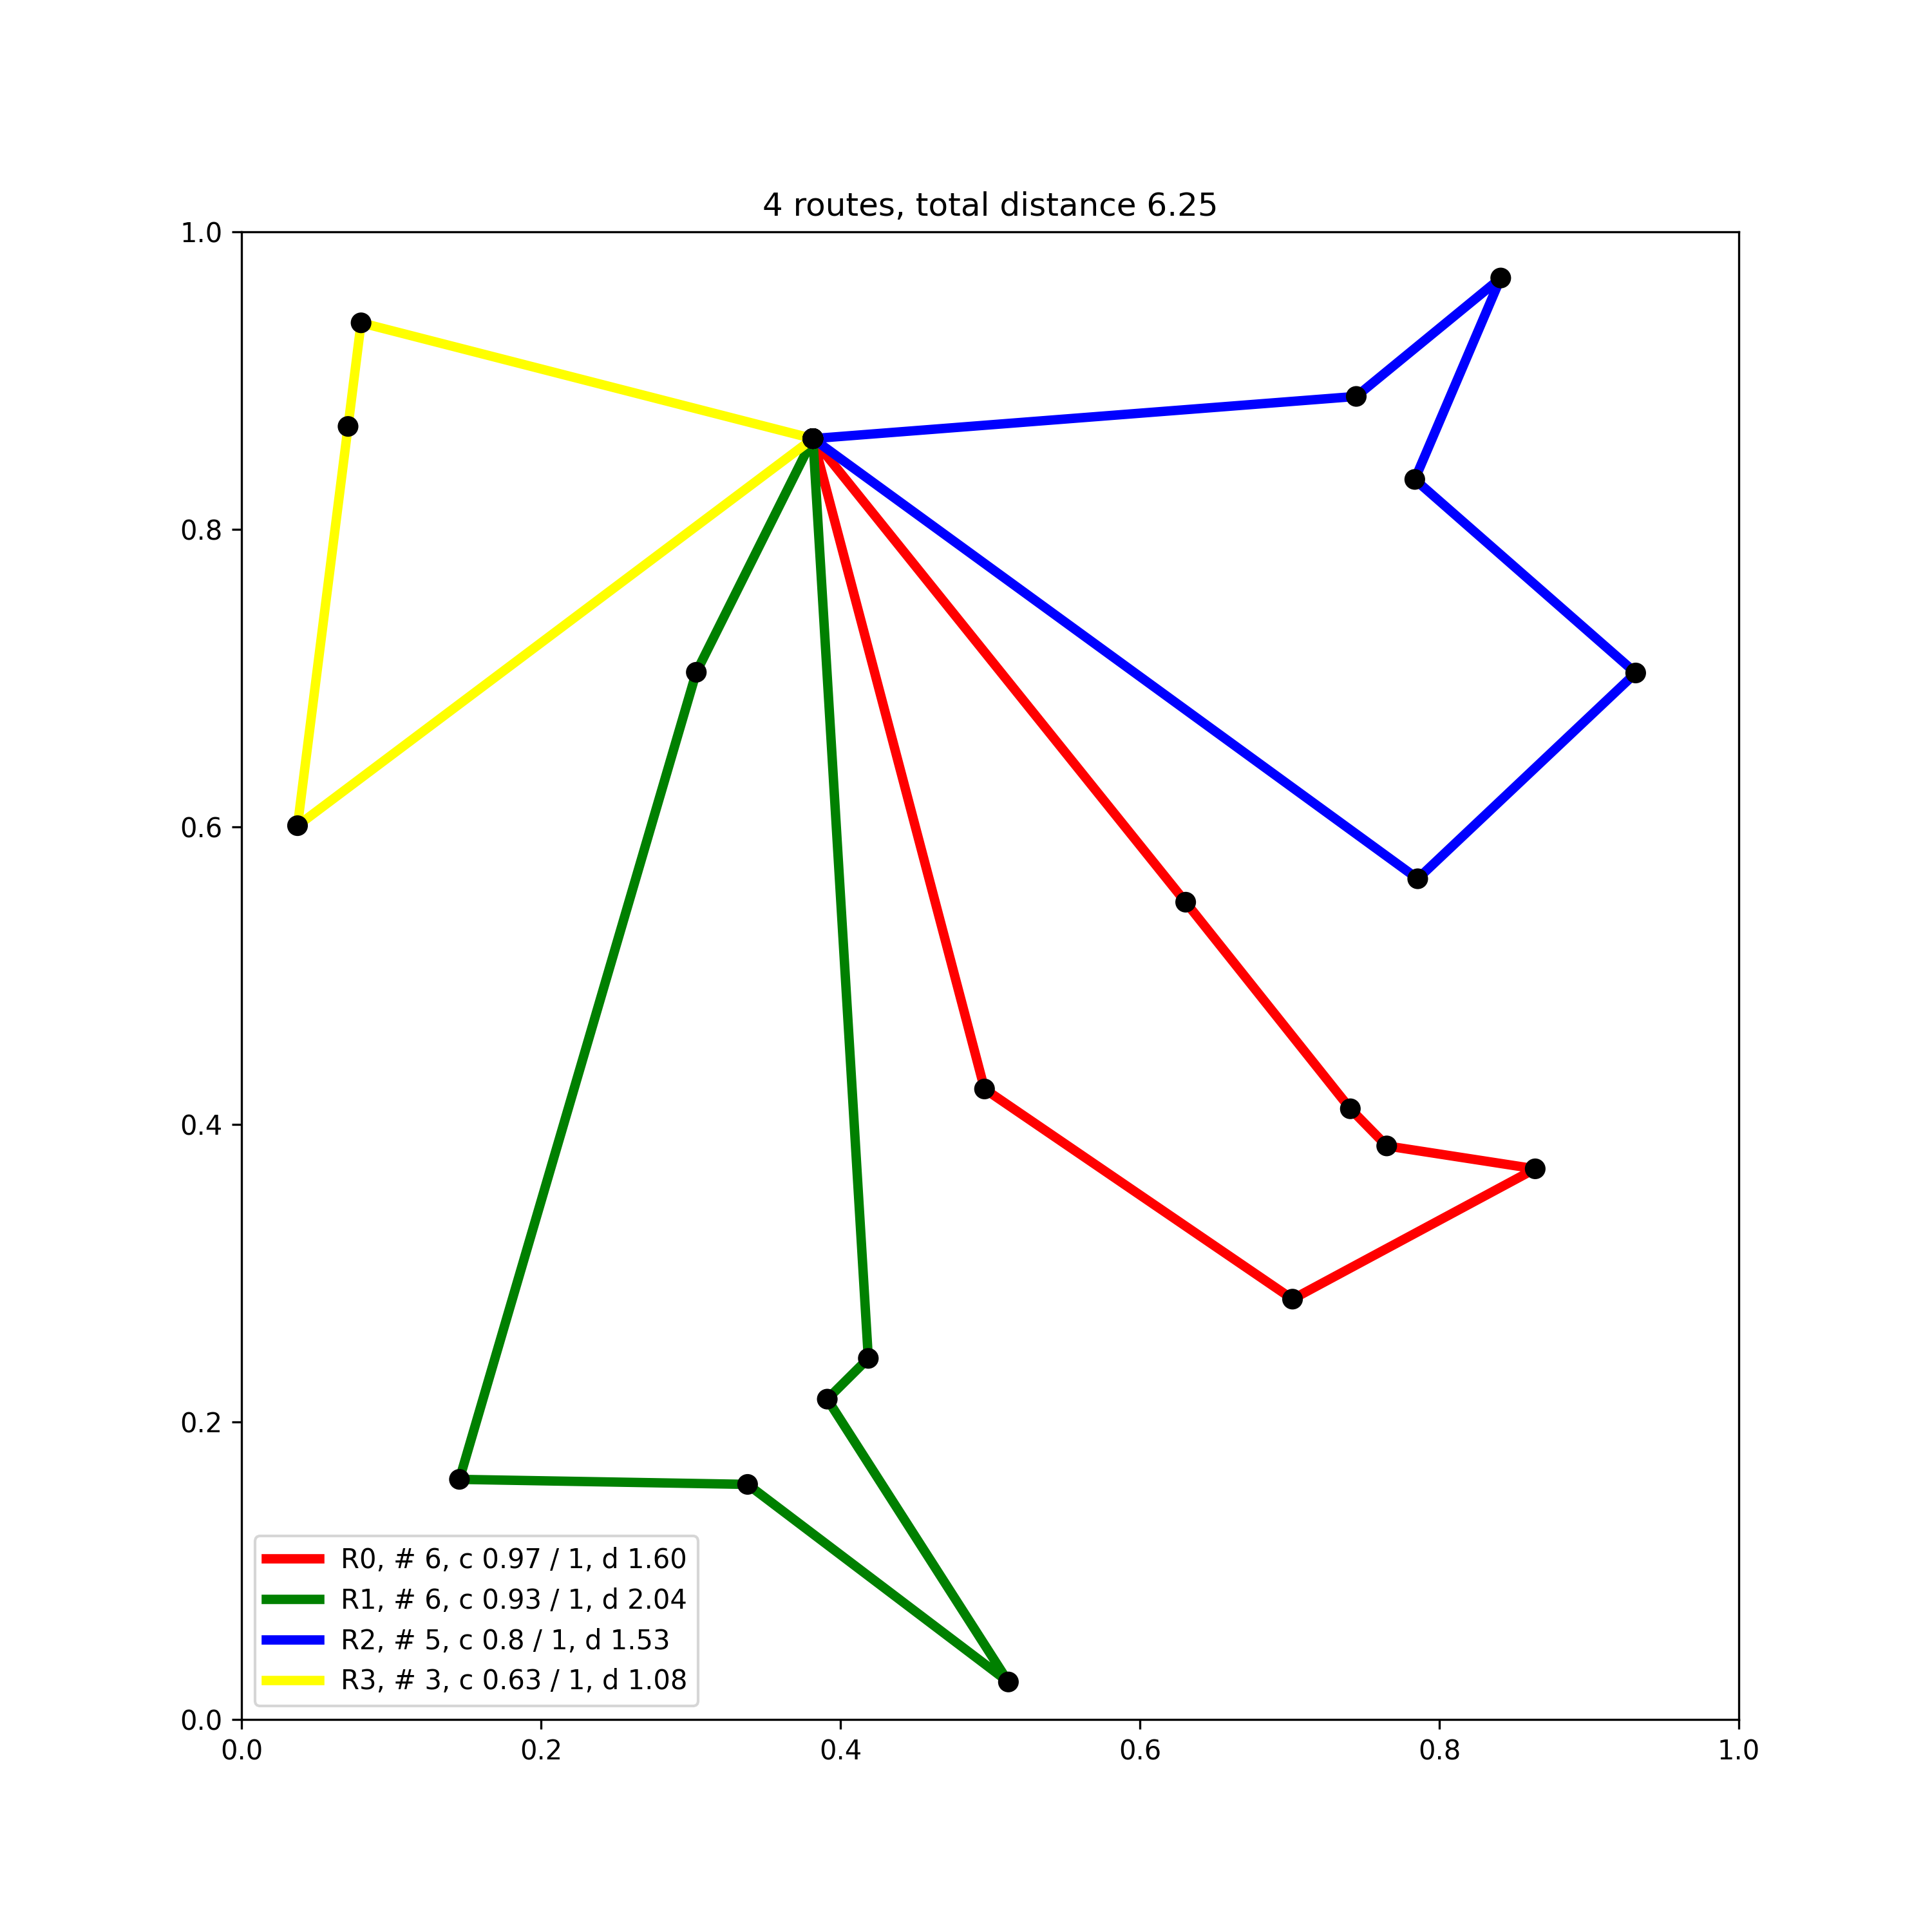 4 routes, total distance 6.25
1.0
0.8
0.6
0.4
0.2
0.0
R0, # 6, c 0.97 / 1, d 1.60
R1, # 6, c 0.93 / 1, d 2.04
R2, # 5, c 0.8 / 1, d 1.53
R3, # 3, c 0.63 / 1, d 1.08
0.0 0.2 0.4 0.6 0.8 1.0